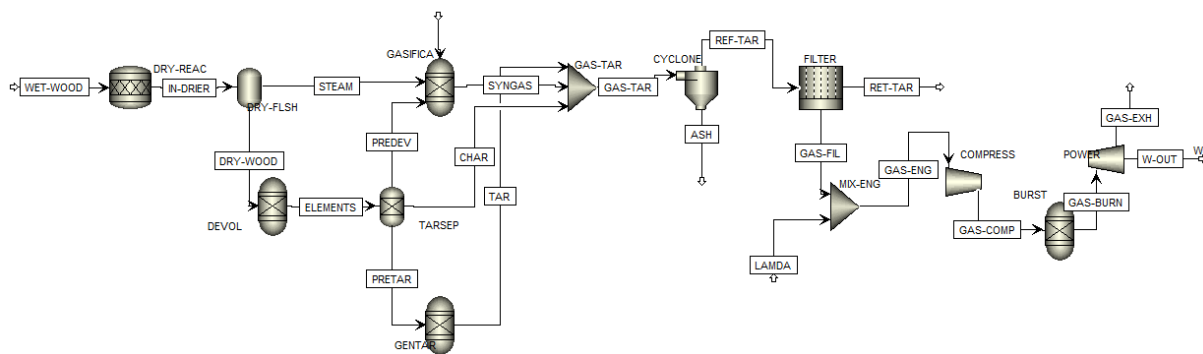 REF-TAR
GASIFICA
GAS-TAR
CYCLONE
FILTER
DRY-REAC
WET-WOOD
IN-DRIER
STEAM
SYNGAS
GAS-TAR
RET-TAR
DRY-FLSH
GAS-EXH
ASH
PREDEV
CHAR
GAS-FIL
GAS-ENG
COMPRESS
POWER
W-OUT
W
DRY-WOOD
TAR
MIX-ENG
BURST
GAS-BURN
ELEMENTS
DEVOL
TARSEP
GAS-COMP
LAMDA
PRETAR
GENTAR